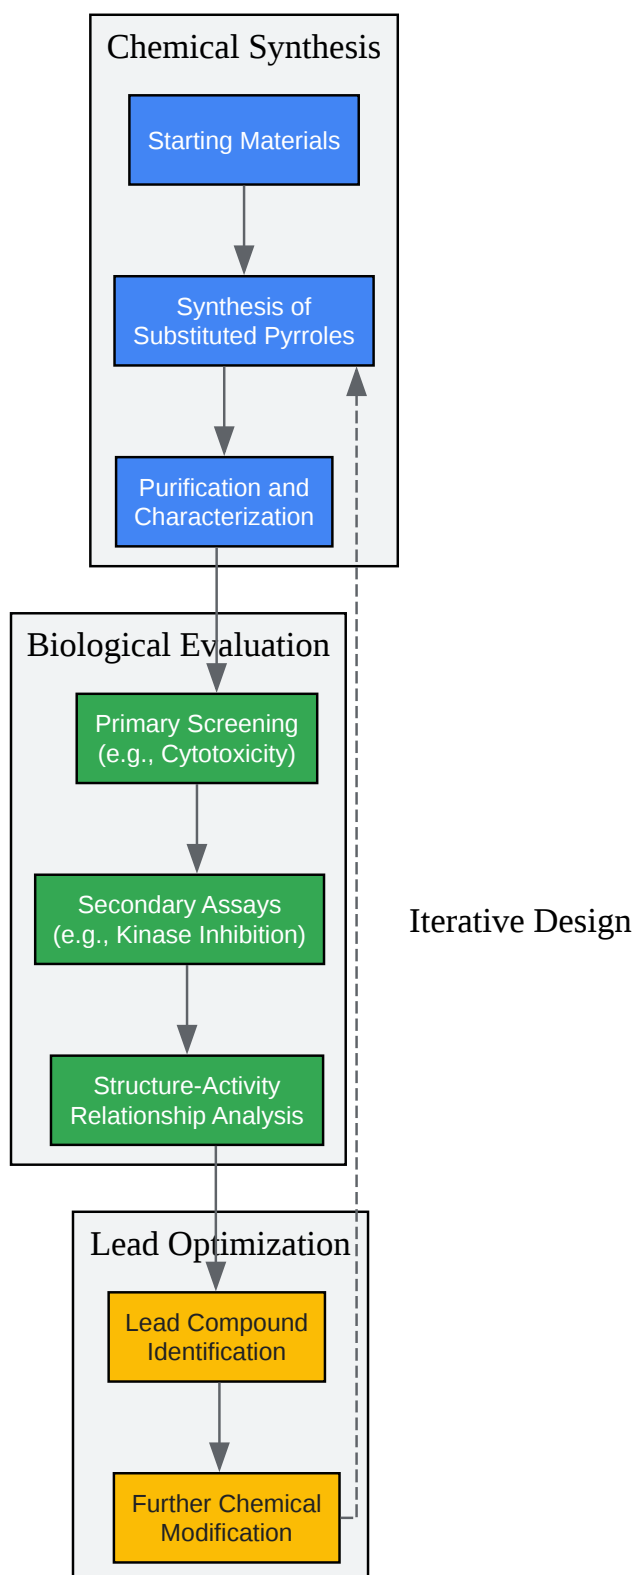 Chemical Synthesis
Starting Materials
Synthesis of
Substituted Pyrroles
Purification and
Characterization
Biological Evaluation
Primary Screening
(e.g., Cytotoxicity)
Secondary Assays
(e.g., Kinase Inhibition)
Iterative Design
Structure-Activity
Relationship Analysis
Lead Optimization
Lead Compound
Identification
Further Chemical
Modification